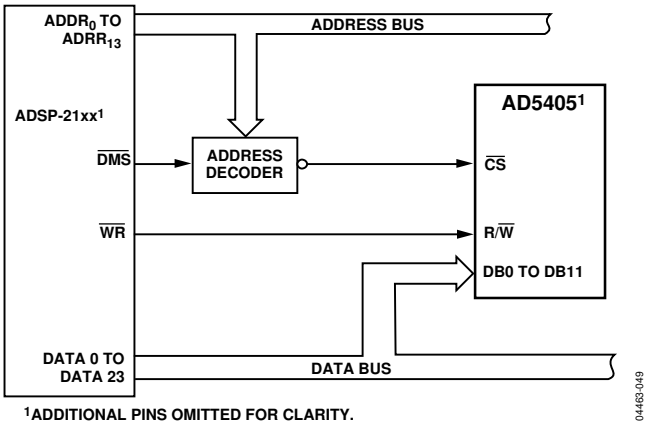 ADDR0 TO
ADRR13
ADDRESS BUS
ADSP-21xx1
AD54051
DMS
ADDRESS
DECODER
CS
WR
R/W
DB0 TO DB11
DATA 0 TO
DATA 23
DATA BUS
1ADDITIONAL PINS OMITTED FOR CLARITY.
04463-049